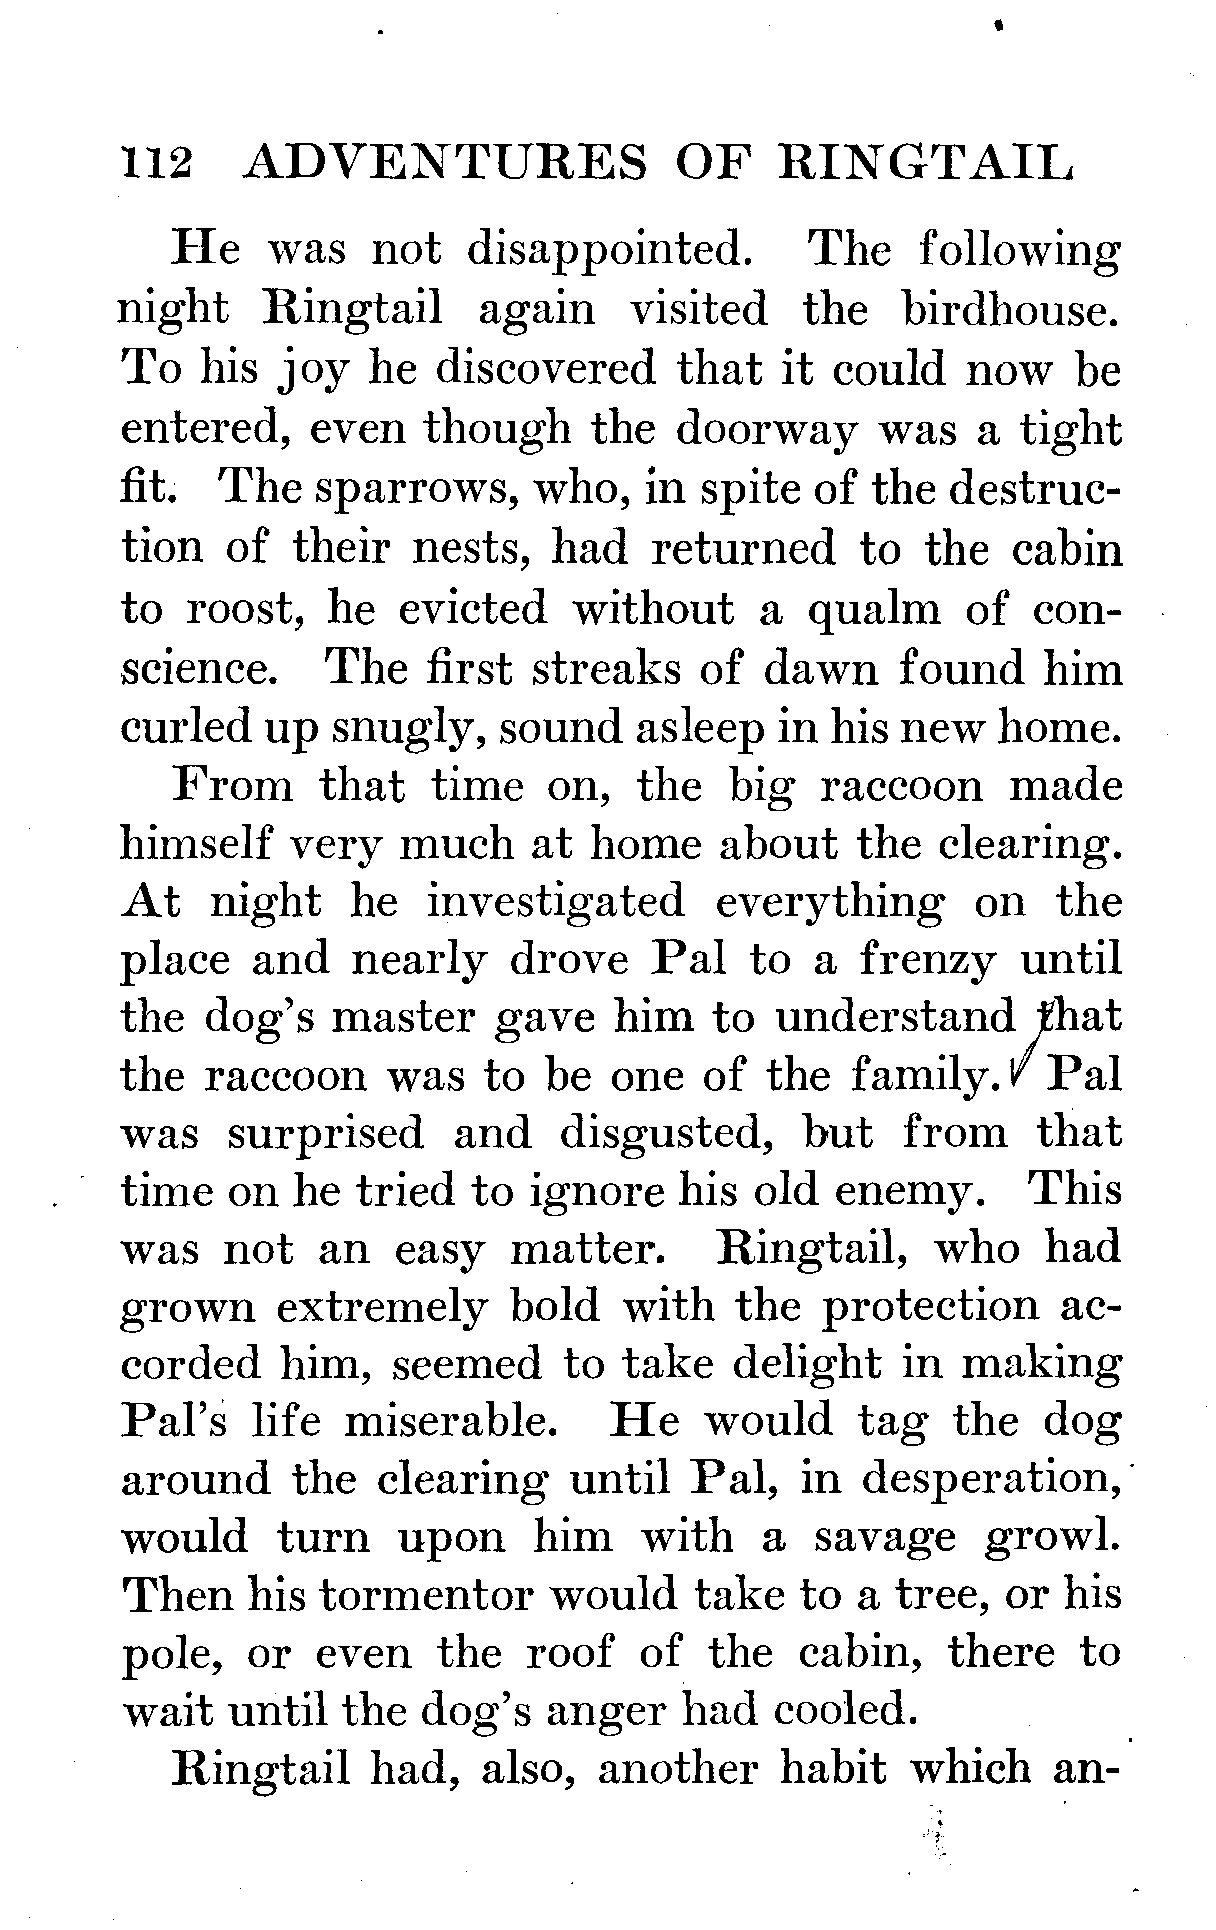 112 ADVENTURES OF RINGTAIL
He was not disappointed. The following
night Ringtail again visited the birdhouse.
To his joy he discovered that it could now be
entered, even though the doorway was a tight
fit. The sparrows, who, in spite of the destruc-
tion of their nests, had returned to the cabin
to roost, he evicted without a qualm of con-
science. The first streaks of dawn found him
curled up snugly, sound asleep in his new home.
From that time on, the big raccoon made
himself very much at home about the clearing.
At night he investigated everything on the
place and nearly drove Pal to a frenzy until
the dog's master gave him to understand that
the raccoon was to be one of the family. Pal
was surprised and disgusted, but from that
time on he tried to ignore his old enemy. This
was not an easy matter. Ringtail, who had
grown extremely bold with the protection ac-
corded him, seemed to take delight in making
Pal's life miserable. He would tag the dog
around the clearing until Pal, in desperation,
would turn upon him with a savage growl.
Then his tormentor would take to a tree, or his
pole, or even the roof of the cabin, there to
wait until the dog's anger had cooled.
Ringtail had, also, another habit which an-